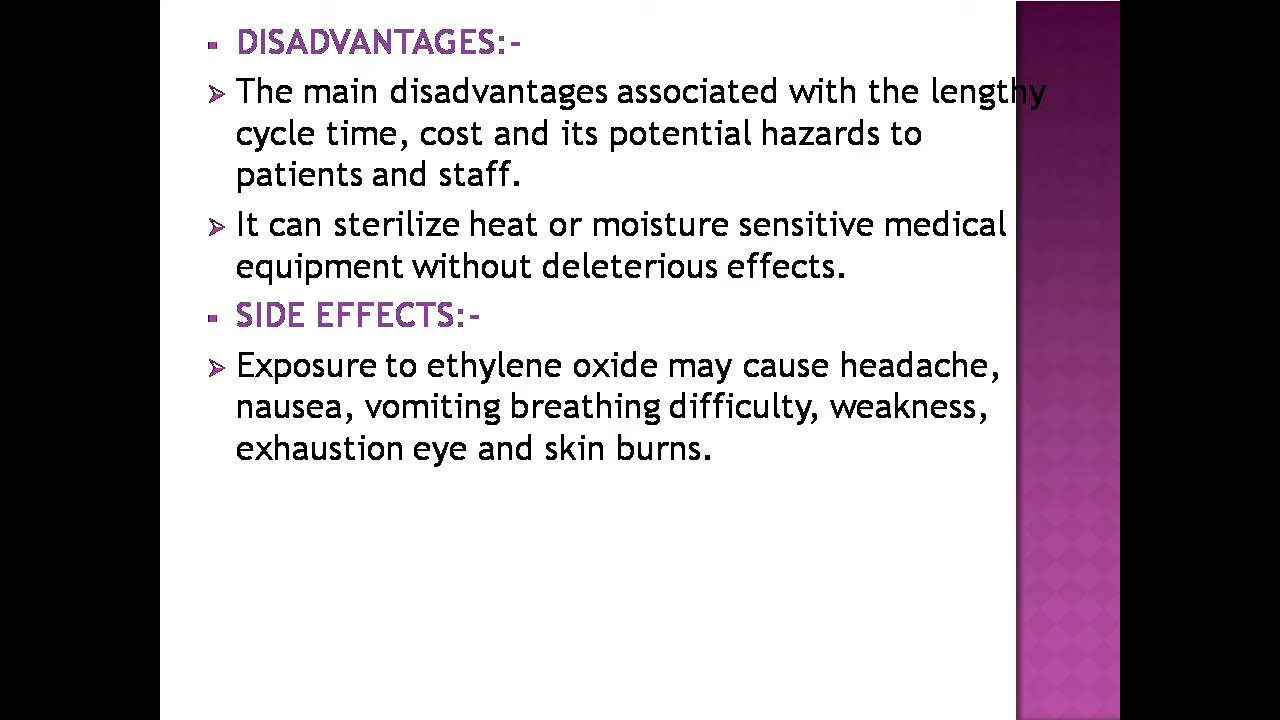 DISADVANTAGES:-
The main disadvantages associated with the lengthy
cycle time, cost and its potential hazards to
patients and staff.
It can sterilize heat or moisture sensitive medical
equipment without deleterious effects.
SIDE EFFECTS:-
Exposure to ethylene oxide may cause headache,
nausea, vomiting breathing difficulty, weakness,
exhaustion eye and skin burns.